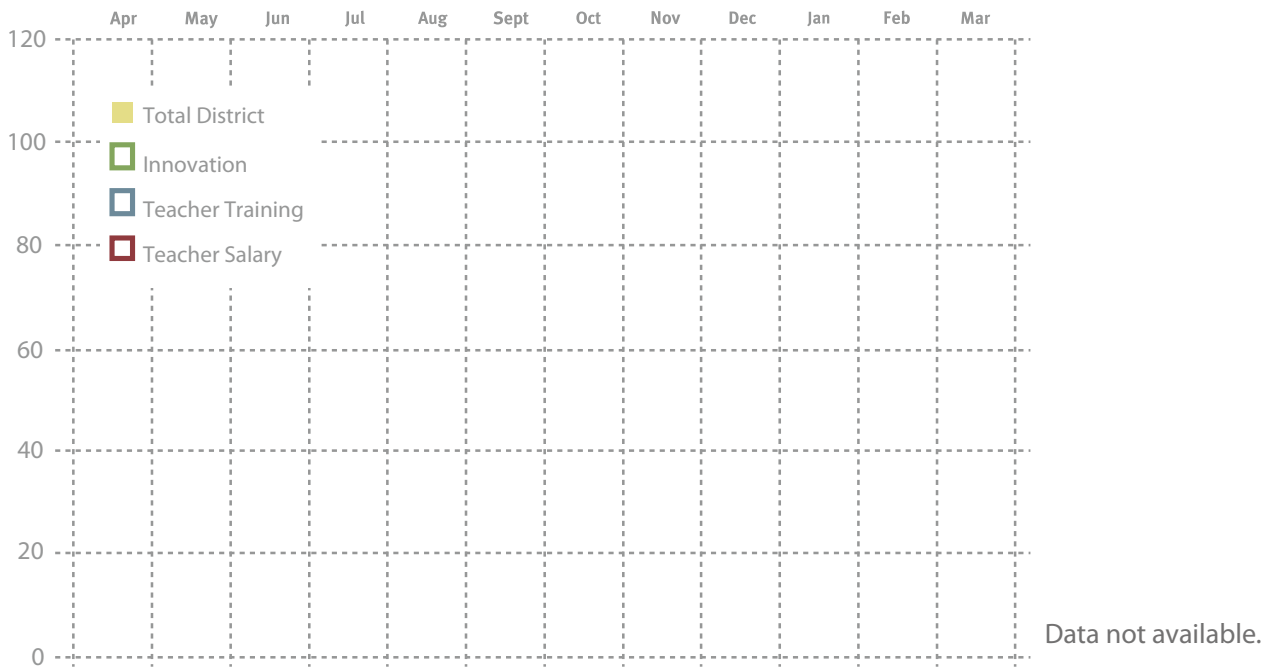 Apr May Jun Jul Aug Sept Oct Nov Dec Jan Feb Mar
120
Total District
100
Innovation
Teacher Training
80
Teacher Salary
60
40
20
Data not available.
0